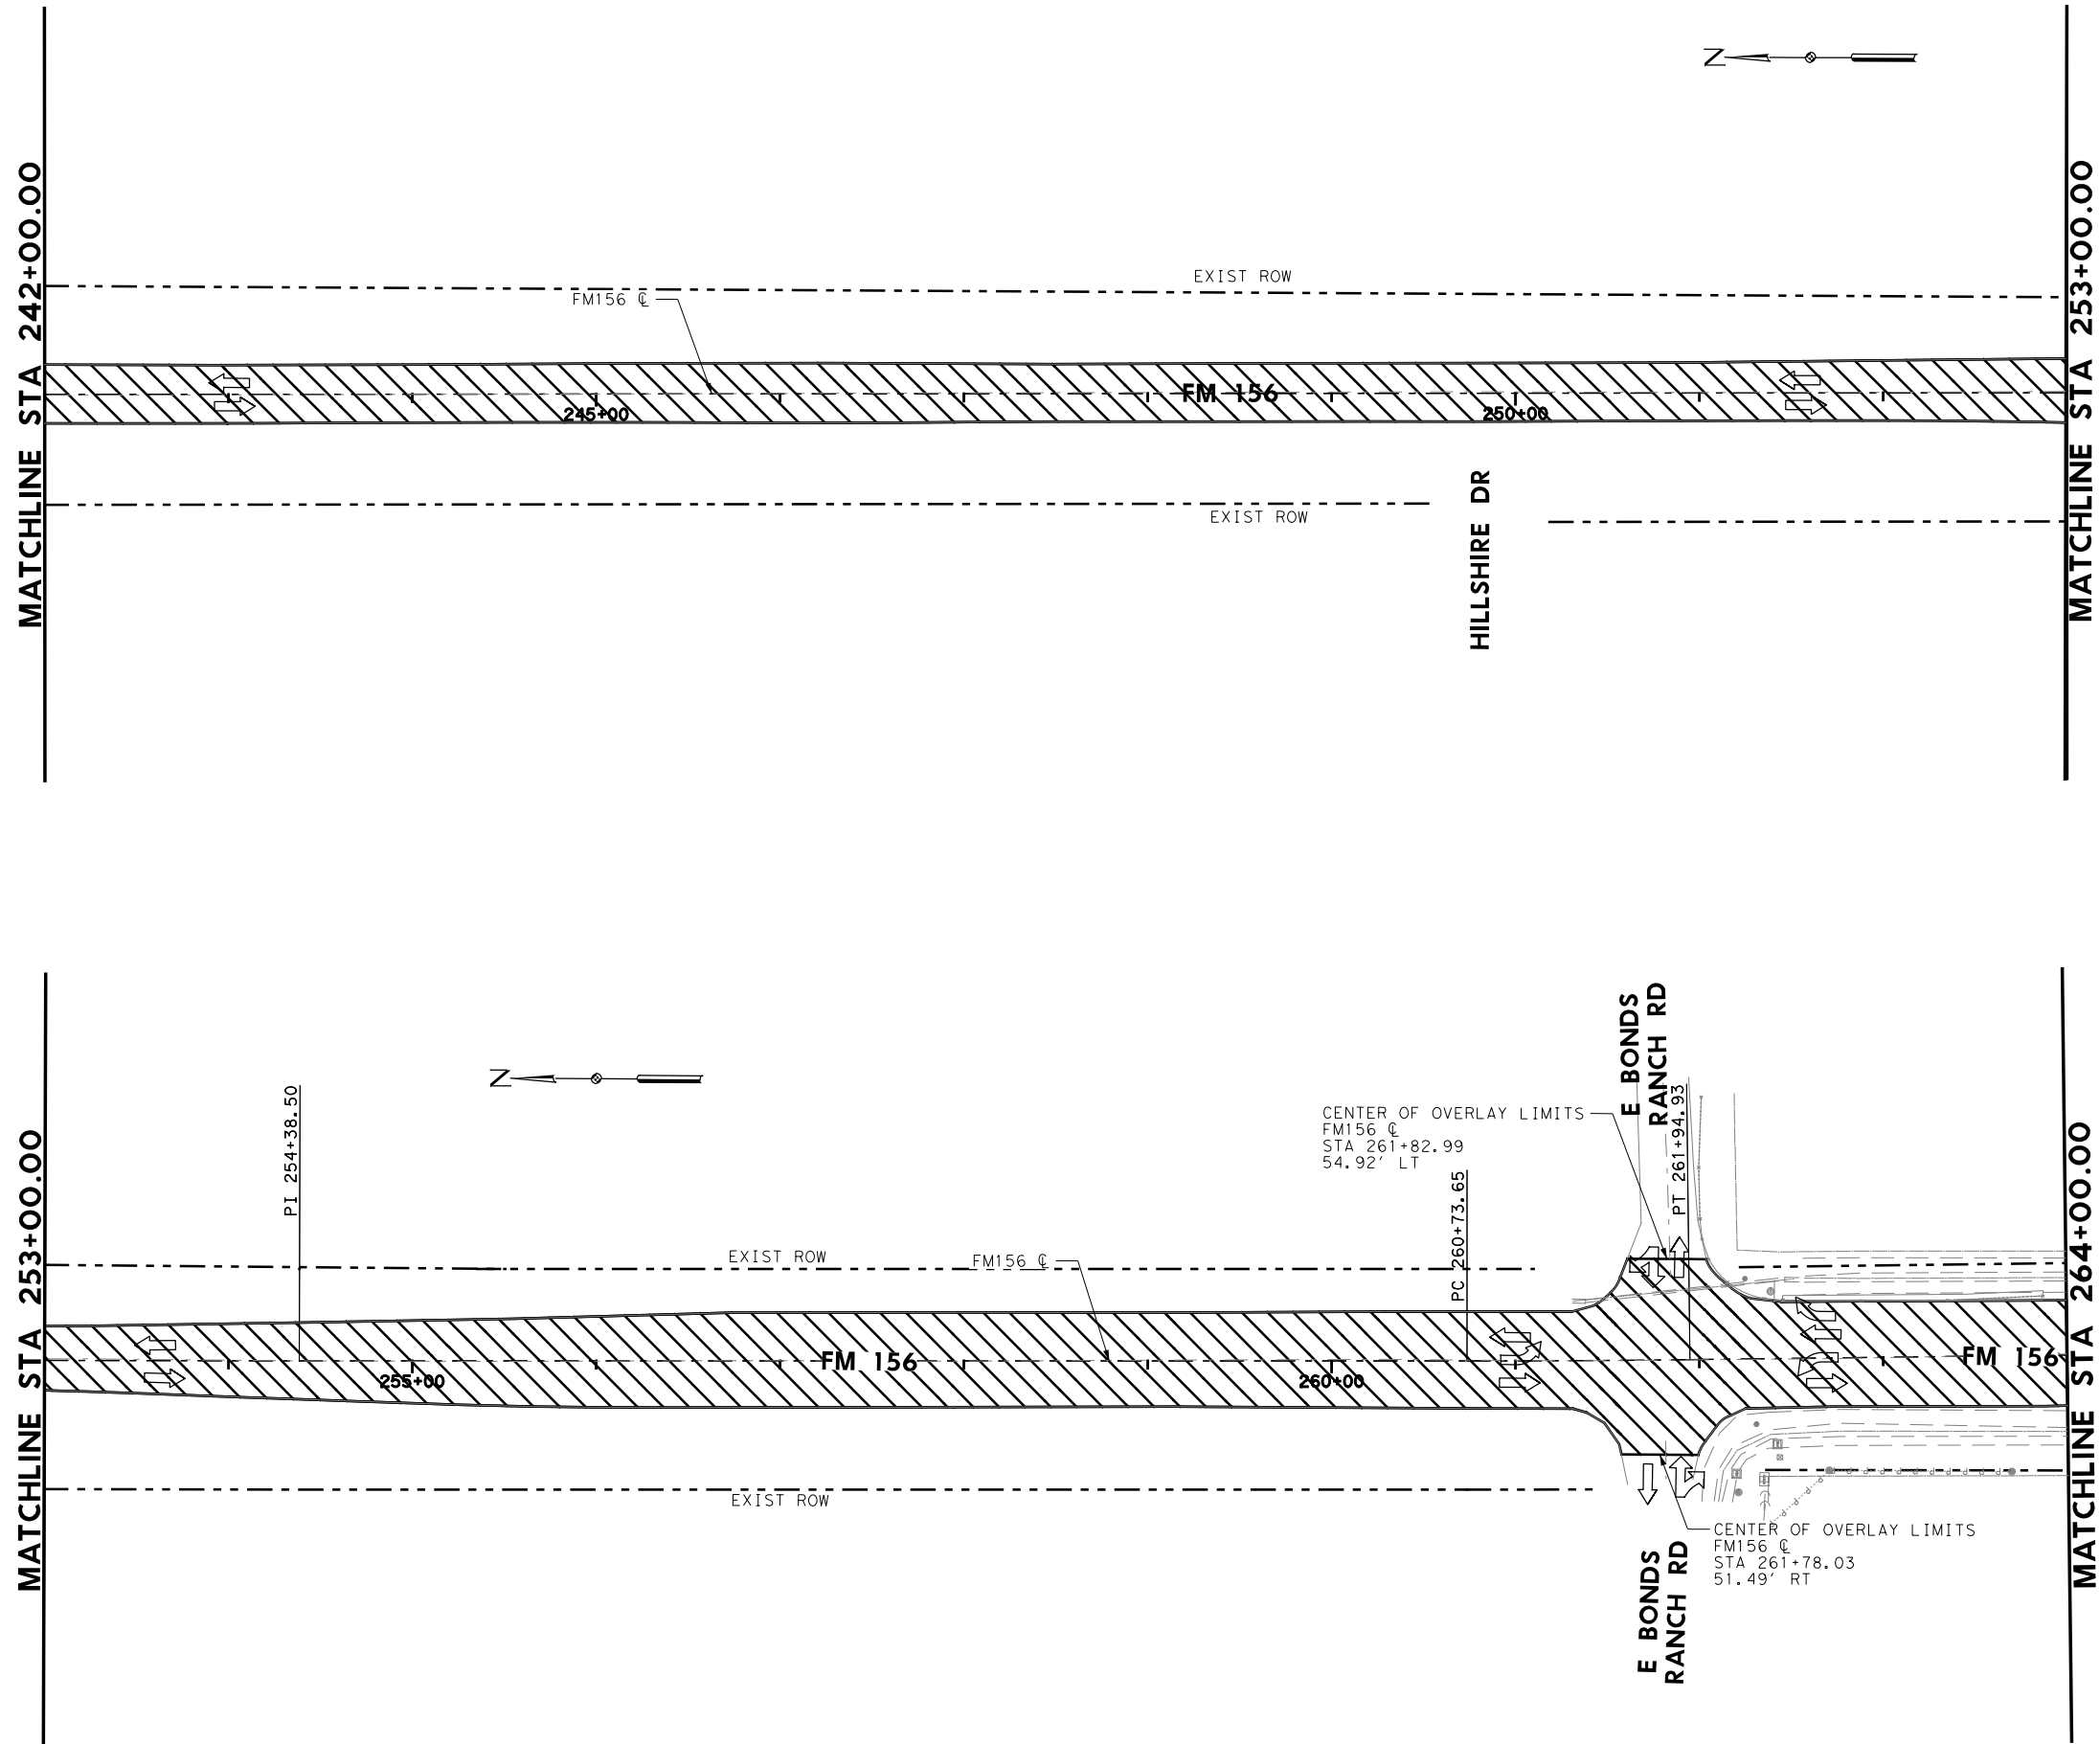 N
MATCHLINE STA 242+00.00
MATCHLINE STA 253+00.00
EXIST ROW
FM156 ℄
FM 156
245+00
250+00
EXIST ROW
HILLSHIRE DR
E BONDS
RANCH RD
N
PI 254+38.50
CENTER OF OVERLAY LIMITS
FM156 ℄
STA 261+82.99
54.92' LT
PT 261+94.93
PC 260+73.65
MATCHLINE STA 253+00.00
MATCHLINE STA 264+00.00
EXIST ROW
FM156 ℄
FM 156
FM 156
255+00
260+00
EXIST ROW
CENTER OF OVERLAY LIMITS
FM156 ℄
STA 261+78.03
51.49' RT
E BONDS
RANCH RD